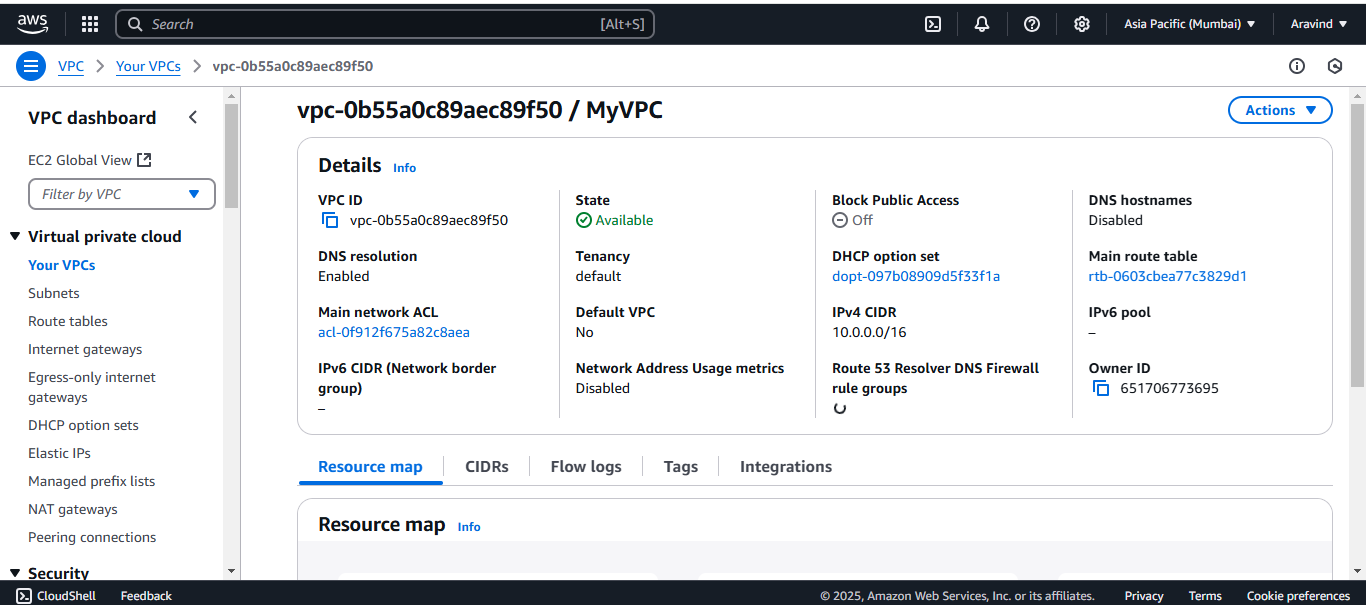 aws
Search [Alt+S]
Asia Pacific (Mumbai)
Aravind
VPC
Your VPCs
vpc-0b55a0c89aec89f50
VPC dashboard
EC2 Global View
Filter by VPC
Virtual private cloud
Your VPCs
Subnets
Route tables
Internet gateways
Egress-only internet
gateways
DHCP option sets
Elastic IPs
Managed prefix lists
NAT gateways
Peering connections
Security
vpc-0b55a0c89aec89f50 / MyVPC
Actions
Details Info
VPC ID
vpc-0b55a0c89aec89f50
State
Available
Block Public Access
Off
DNS hostnames
Disabled
DNS resolution
Enabled
Tenancy
default
DHCP option set
dopt-097b08909d5f33f1a
Main route table
rtb-0603cbea77c3829d1
Main network ACL
acl-0f912f675a82c8aea
Default VPC
No
IPv4 CIDR
10.0.0.0/16
IPv6 pool
–
IPv6 CIDR (Network border
group)
–
Network Address Usage metrics
Disabled
Route 53 Resolver DNS Firewall
rule groups
Owner ID
651706773695
Resource map
CIDRs
Flow logs
Tags
Integrations
Resource map Info
CloudShell
Feedback
© 2025, Amazon Web Services, Inc. or its affiliates.
Privacy
Terms
Cookie preferences